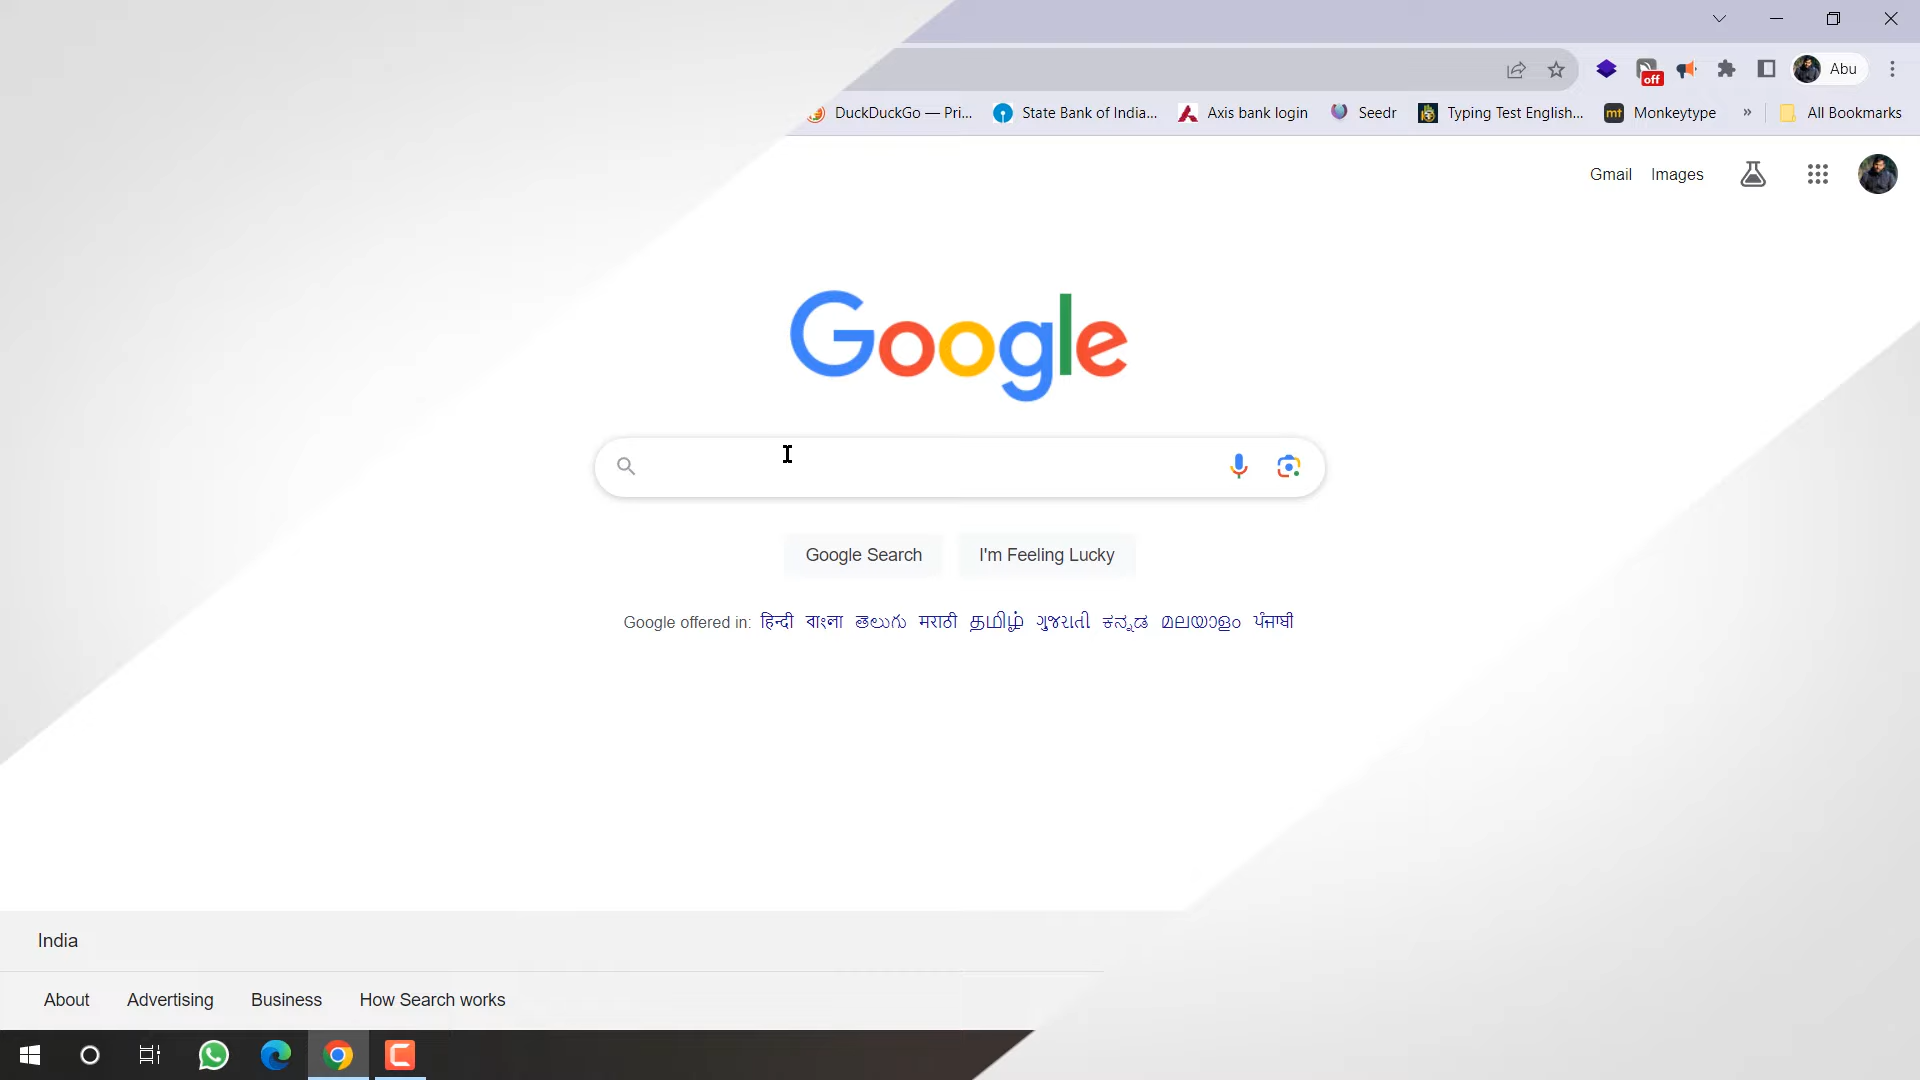 off
Abu
DuckDuckGo — Pri... State Bank of India... Axis bank login Seedr Typing Test English... mt Monkeytype » All Bookmarks
Gmail Images
Google
Google Search I'm Feeling Lucky
Google offered in: हिन्दी বাংলা తెలుగు मराठी தமிழ் ગુજરાતી ಕನ್ನಡ മലയാളം ਪੰਜਾਬੀ
India
About Advertising Business How Search works